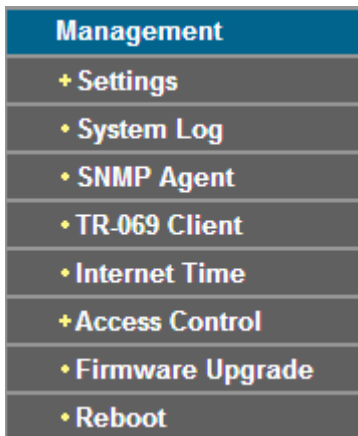 Management
+ Settings
• System Log
• SNMP Agent
• TR-069 Client
• Internet Time
+ Access Control
• Firmware Upgrade
• Reboot